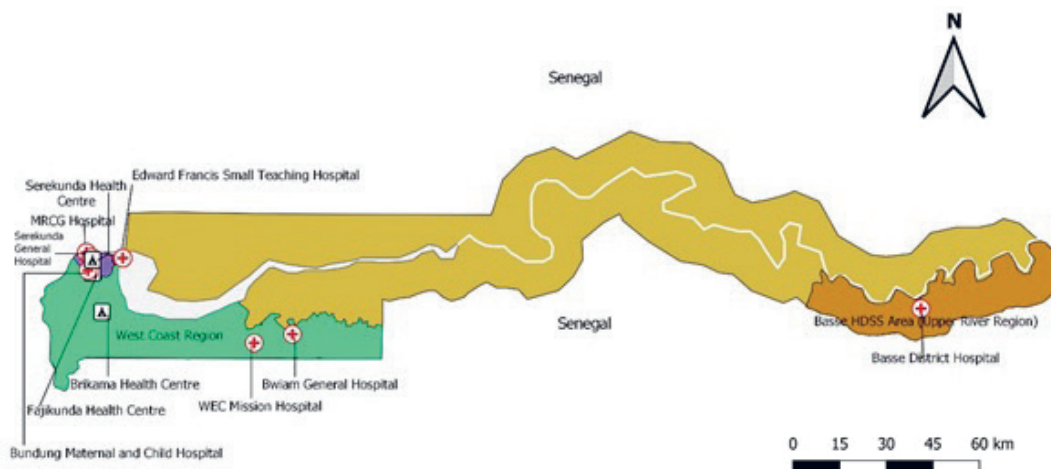 N
Senegal
Edward Francis Small Teaching Hospital
Serekunda Health
Centre
MRCG Hospital
Serekunda
General
Hospital
West Coast Region
Senegal
Basse HDSS Area (Upper River Region)
Basse District Hospital
Brikama Health Centre
Bwiam General Hospital
WEC Mission Hospital
Fajikunda Health Centre
Bundung Maternal and Child Hospital
0 15 30 45 60 km